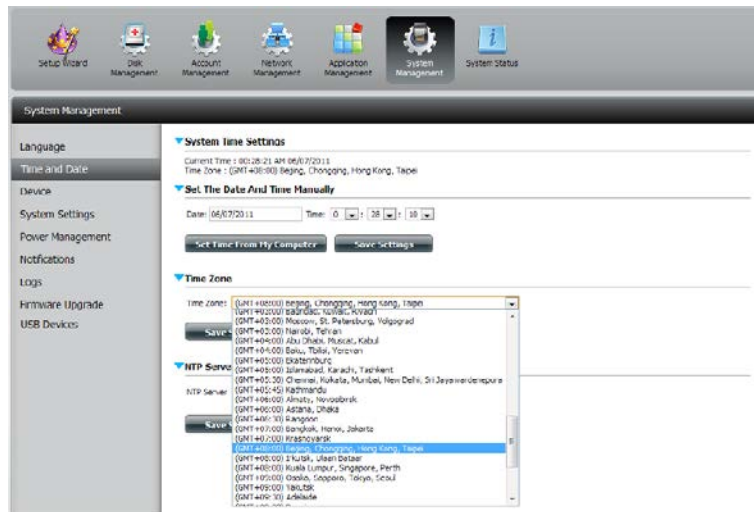 Setup Wizard
Disk Management
Account Management
Network Management
Application Management
System Management
System Status
System Management
Language
Time and Date
Device
System Settings
Power Management
Notifications
Logs
Firmware Upgrade
USB Devices
System Time Settings
Current Time : 00:28:21 AM 06/07/2011
Time Zone : (GMT+08:00) Beijing, Chongqing, Hong Kong, Taipei
Set The Date And Time Manually
Date: 06/07/2011 Time: 0 : 28 : 10
Set Time From My Computer Save Settings
Time Zone
Time Zone: (GMT+08:00) Beijing, Chongqing, Hong Kong, Taipei
(GMT+03:00) Baghdad, Kuwait, Riyadh
(GMT+03:00) Moscow, St. Petersburg, Volgograd
(GMT+03:00) Nairobi, Tehran
(GMT+04:00) Abu Dhabi, Muscat, Kabul
(GMT+04:00) Baku, Tbilisi, Yerevan
(GMT+05:00) Ekaterinburg
(GMT+05:00) Islamabad, Karachi, Tashkent
(GMT+05:30) Chennai, Kolkata, Mumbai, New Delhi, Sri Jayawardenepura
(GMT+05:45) Kathmandu
(GMT+06:00) Almaty, Novosibirsk
(GMT+06:00) Astana, Dhaka
(GMT+06:30) Rangoon
(GMT+07:00) Bangkok, Hanoi, Jakarta
(GMT+07:00) Krasnoyarsk
(GMT+08:00) Beijing, Chongqing, Hong Kong, Taipei
(GMT+08:00) Irkutsk, Ulaan Bataar
(GMT+08:00) Kuala Lumpur, Singapore, Perth
(GMT+09:00) Osaka, Sapporo, Tokyo, Seoul
(GMT+09:00) Yakutsk
(GMT+09:30) Adelaide
Save S
NTP Serve
NTP Server
Save S